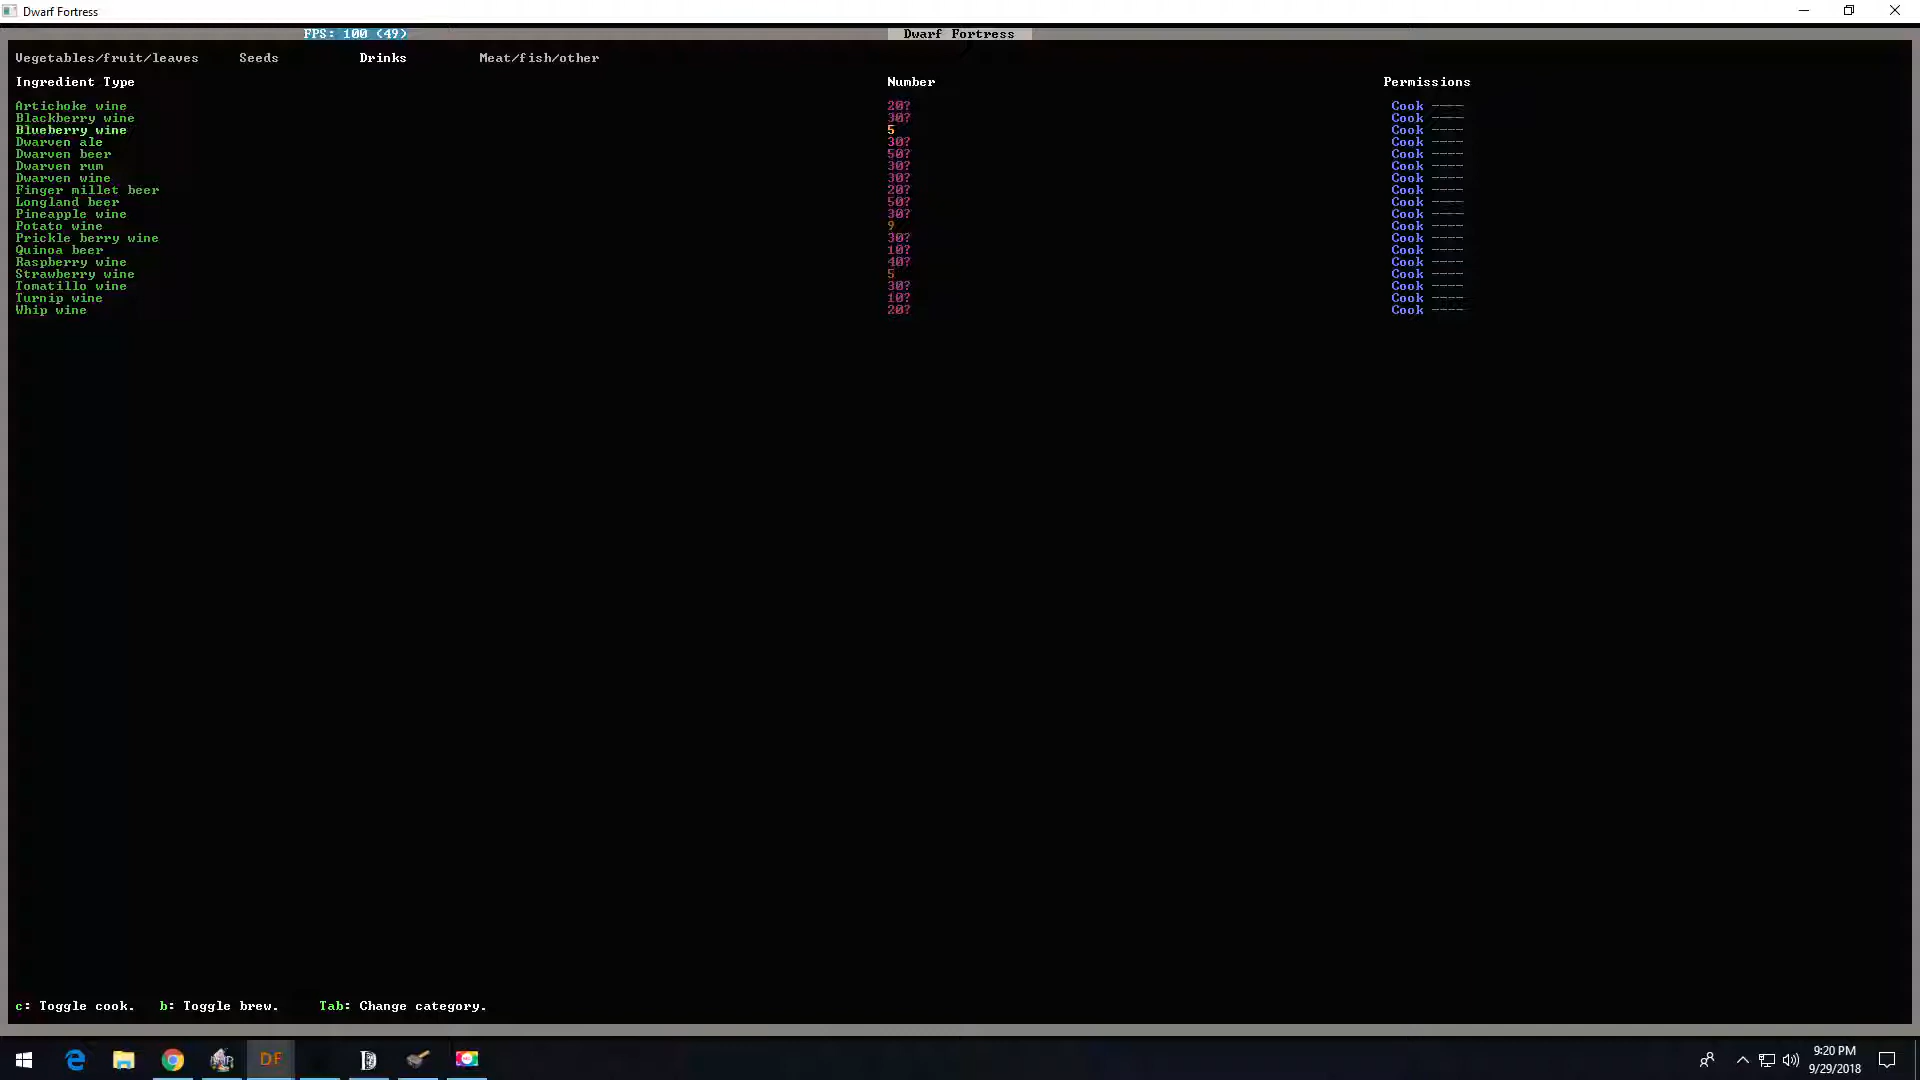 Dwarf Fortress
FPS: 100 (49)
Dwarf Fortress
Vegetables/fruit/leaves Seeds Drinks Meat/fish/other
Ingredient Type Number Permissions
Artichoke wine 20? Cook ----
Blackberry wine 30? Cook ----
Blueberry wine 5 Cook ----
Dwarven ale 30? Cook ----
Dwarven beer 50? Cook ----
Dwarven rum 30? Cook ----
Dwarven wine 30? Cook ----
Finger millet beer 20? Cook ----
Longland beer 50? Cook ----
Pineapple wine 30? Cook ----
Potato wine 9 Cook ----
Prickle berry wine 30? Cook ----
Quinoa beer 10? Cook ----
Raspberry wine 40? Cook ----
Strawberry wine 5 Cook ----
Tomatillo wine 30? Cook ----
Turnip wine 10? Cook ----
Whip wine 20? Cook ----
c: Toggle cook. b: Toggle brew. Tab: Change category.
DF
9:20 PM
9/29/2018